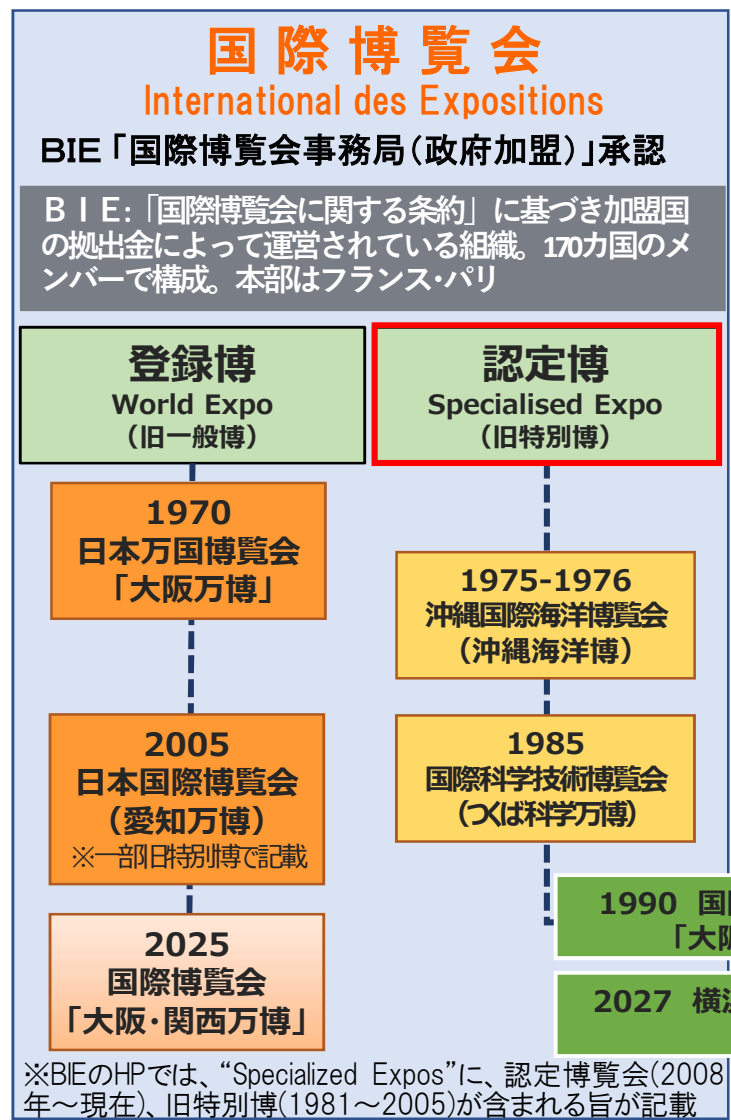 国際博覧会
International des Expositions
BIE「国際博覧会事務局(政府加盟)」承認
ＢＩＥ:「国際博覧会に関する条約」に基づき加盟国
の拠出金によって運営されている組織。170カ国のメ
ンバーで構成。本部はフランス・パリ
登録博
World Expo
（旧一般博）
認定博
Specialised Expo
（旧特別博）
1970
日本万国博覧会
「大阪万博」
1975-1976
沖縄国際海洋博覧会
（沖縄海洋博）
2005
日本国際博覧会
（愛知万博）
※一部旧特別博で記載
1985
国際科学技術博覧会
（つくば科学万博）
1990 国
「大阪
2025
国際博覧会
「大阪・関西万博」
2027 横浜
※BIEのHPでは、“Specialized Expos”に、認定博覧会(2008
年～現在)、旧特別博(1981～2005)が含まれる旨が記載